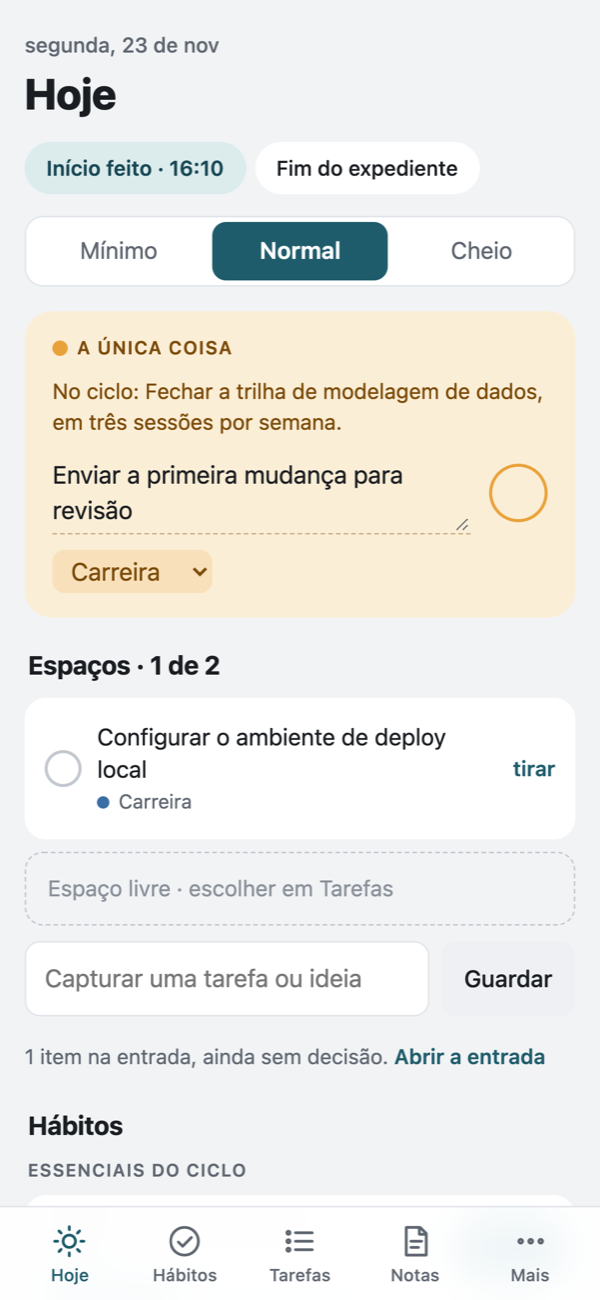 segunda, 23 de nov
Hoje
Início feito · 16:10
Fim do expediente
Mínimo
Normal
Cheio
A ÚNICA COISA
No ciclo: Fechar a trilha de modelagem de dados,
em três sessões por semana.
Enviar a primeira mudança para
revisão
Carreira
Espaços · 1 de 2
Configurar o ambiente de deploy
local
Carreira
tirar
Espaço livre · escolher em Tarefas
Capturar uma tarefa ou ideia
Guardar
1 item na entrada, ainda sem decisão. Abrir a entrada
Hábitos
ESSENCIAIS DO CICLO
Hoje
Hábitos
Tarefas
Notas
Mais